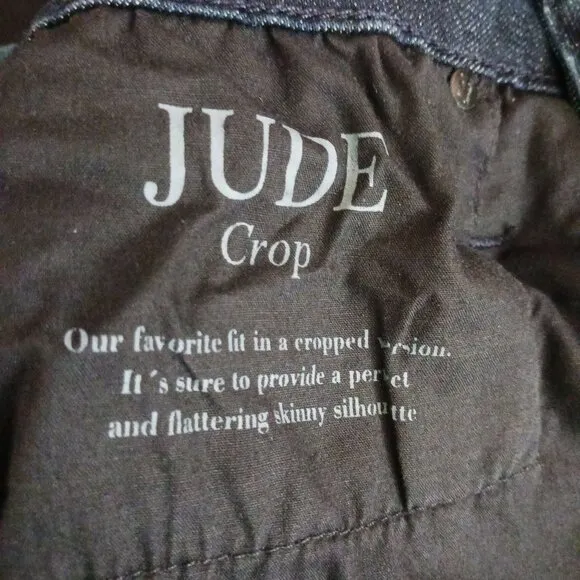 JUDE
Crop
Our favorite fit in a cropped version.
It´s sure to provide a perfect
and flattering skinny silhouette